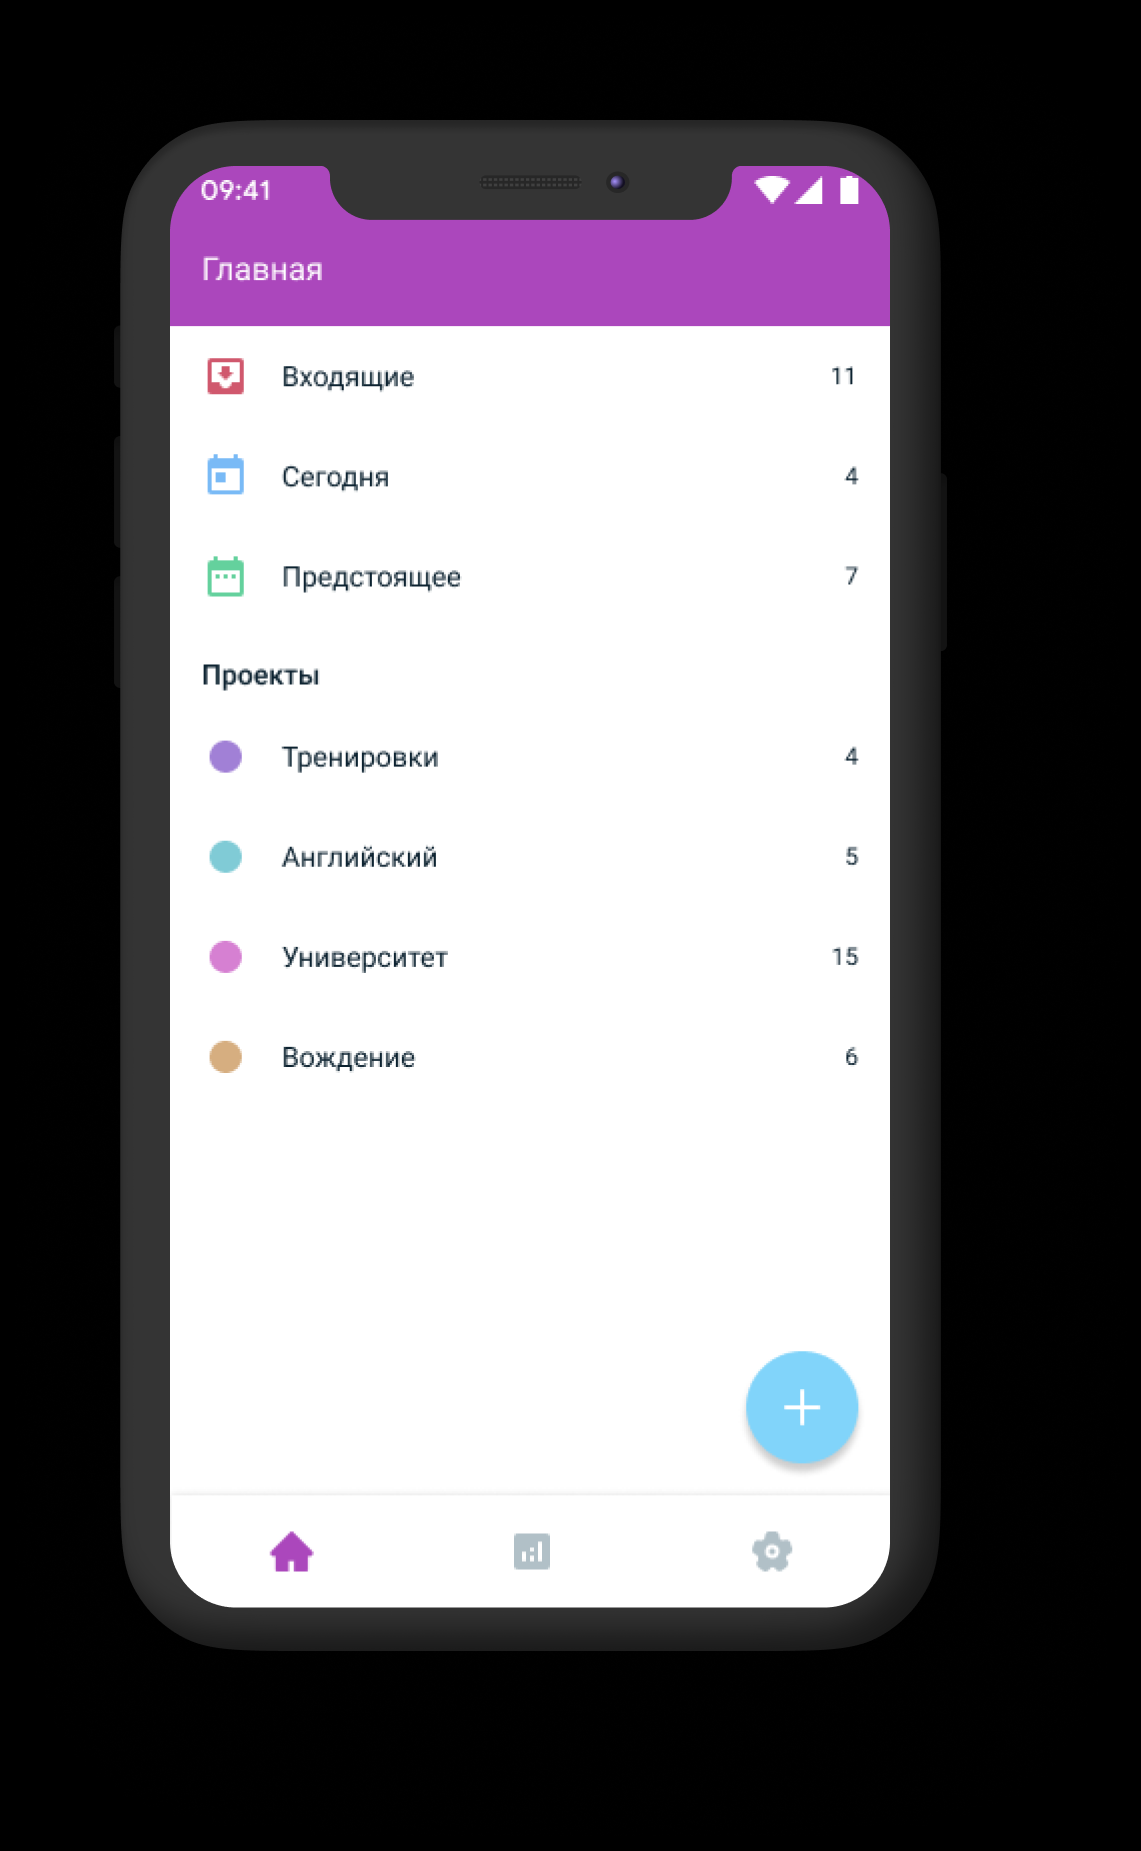 09:41
Главная
Входящие 11
Сегодня 4
Предстоящее 7
Проекты
Тренировки 4
Английский 5
Университет 15
Вождение 6